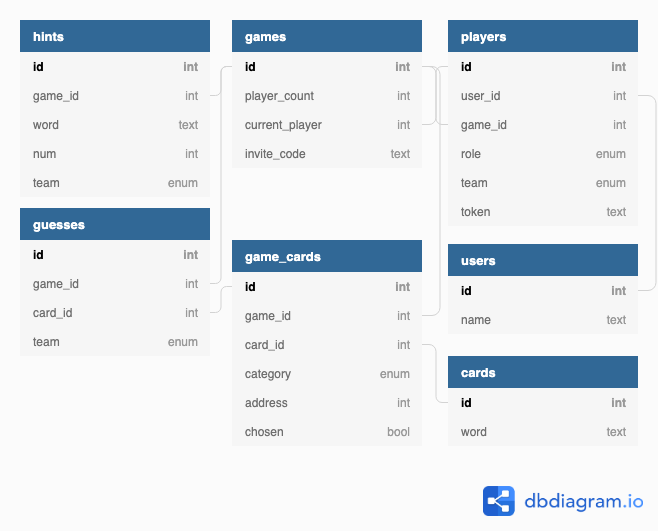 hints
id int
game_id int
word text
num int
team enum
guesses
id int
game_id int
card_id int
team enum
games
id int
player_count int
current_player int
invite_code text
game_cards
id int
game_id int
card_id int
category enum
address int
chosen bool
players
id int
user_id int
game_id int
role enum
team enum
token text
users
id int
name text
cards
id int
word text
dbdiagram.io